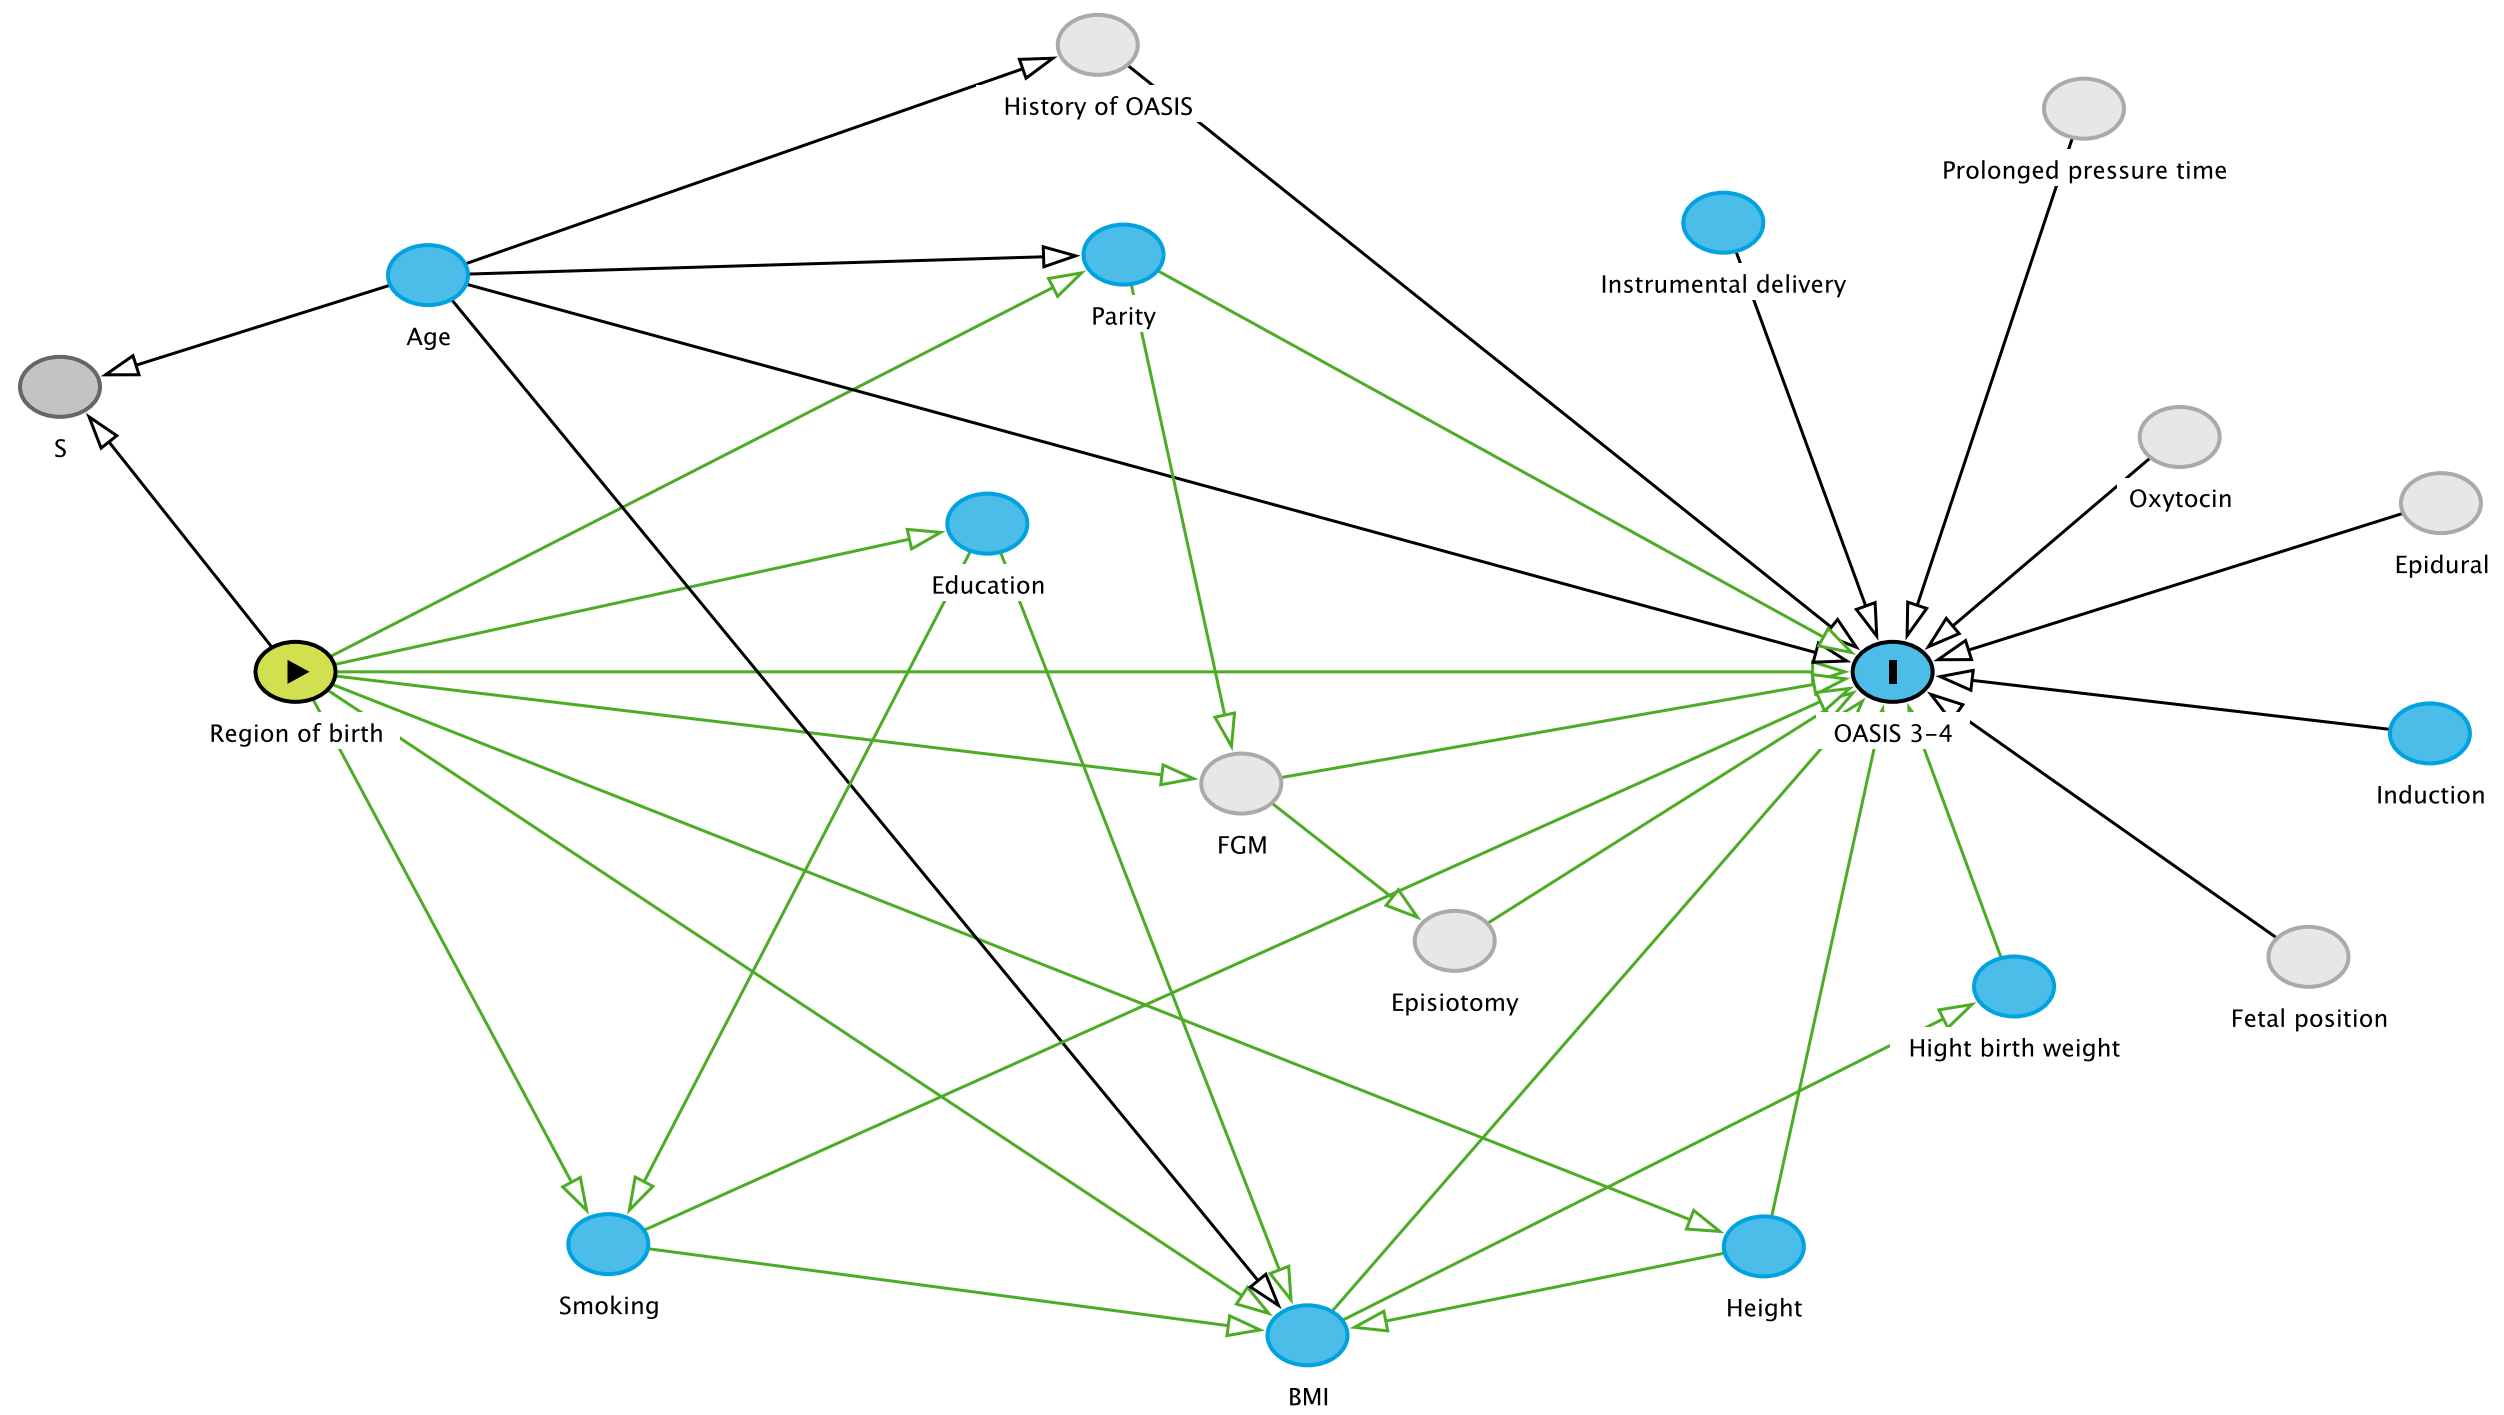 History of OASIS
Prolonged pressure time
Instrumental delivery
Parity
Age
S
Oxytocin
Epidural
Education
Region of birth
OASIS 3-4
Induction
FGM
Episiotomy
Fetal position
Hight birth weight
Smoking
Height
BMI